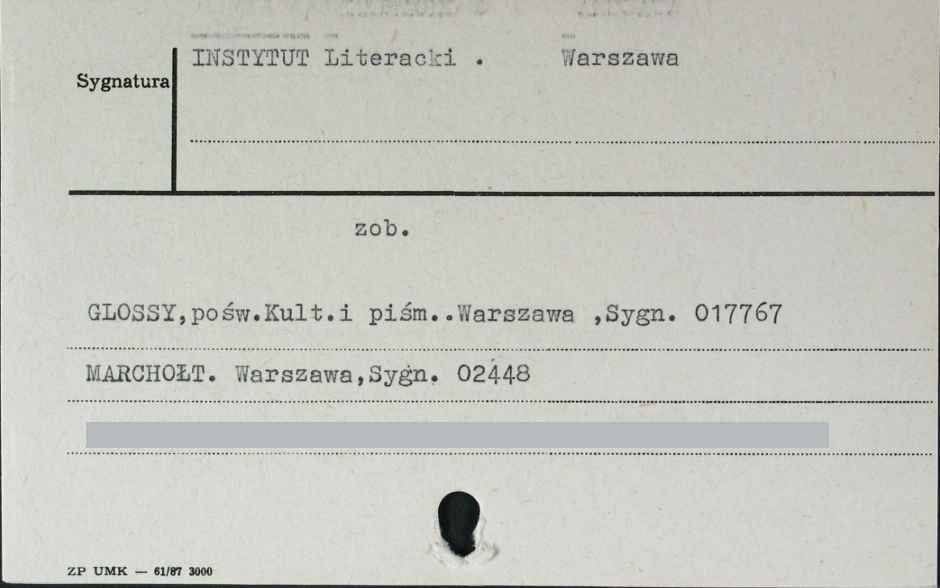 INSTYTUT Literacki . Warszawa
Sygnatura
zob.
GLOSSY,pośw.Kult.i piśm..Warszawa ,Sygn. 017767
MARCHOŁT. Warszawa,Sygn. 02448
ZP UMK — 61/87 3000